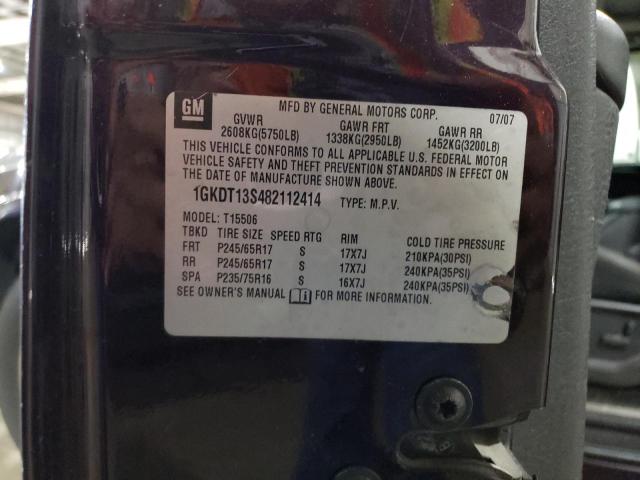 GM
MFD BY GENERAL MOTORS CORP. 07/07
GVWR GAWR FRT GAWR RR
2608KG(5750LB) 1338KG(2950LB) 1452KG(3200LB)
THIS VEHICLE CONFORMS TO ALL APPLICABLE U.S. FEDERAL MOTOR
VEHICLE SAFETY AND THEFT PREVENTION STANDARDS IN EFFECT ON
THE DATE OF MANUFACTURE SHOWN ABOVE.
1GKDT13S482112414 TYPE: M.P.V.
MODEL: T15506
TBKD TIRE SIZE SPEED RTG RIM COLD TIRE PRESSURE
FRT P245/65R17 S 17X7J 210KPA(30PSI)
RR P245/65R17 S 17X7J 240KPA(35PSI)
SPA P235/75R16 S 16X7J 240KPA(35PSI)
SEE OWNER'S MANUAL FOR MORE INFORMATION.